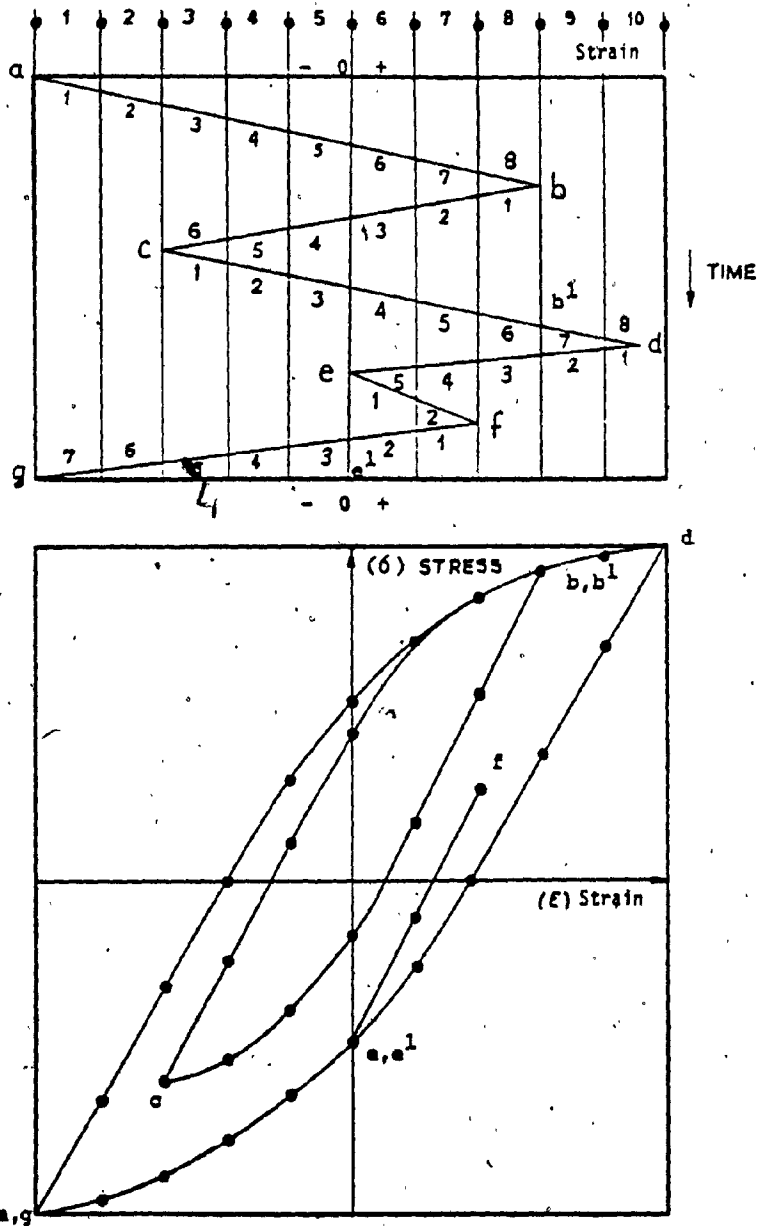 1 2 3 4 5 6 7 8 9 10
Strain
a - 0 +
1 2 3 4 5 6 7 8
b
6 5 4 3 2 1
c
1 2 3 4 5 6 7 8
TIME
b¹
d
e 5 4 3 2 1
1 2
f
7 6 4 3 2 1
e¹
g
L₁
- 0 +
d
(б) STRESS
b,b¹
f
(E) Strain
e,e¹
c
a,g